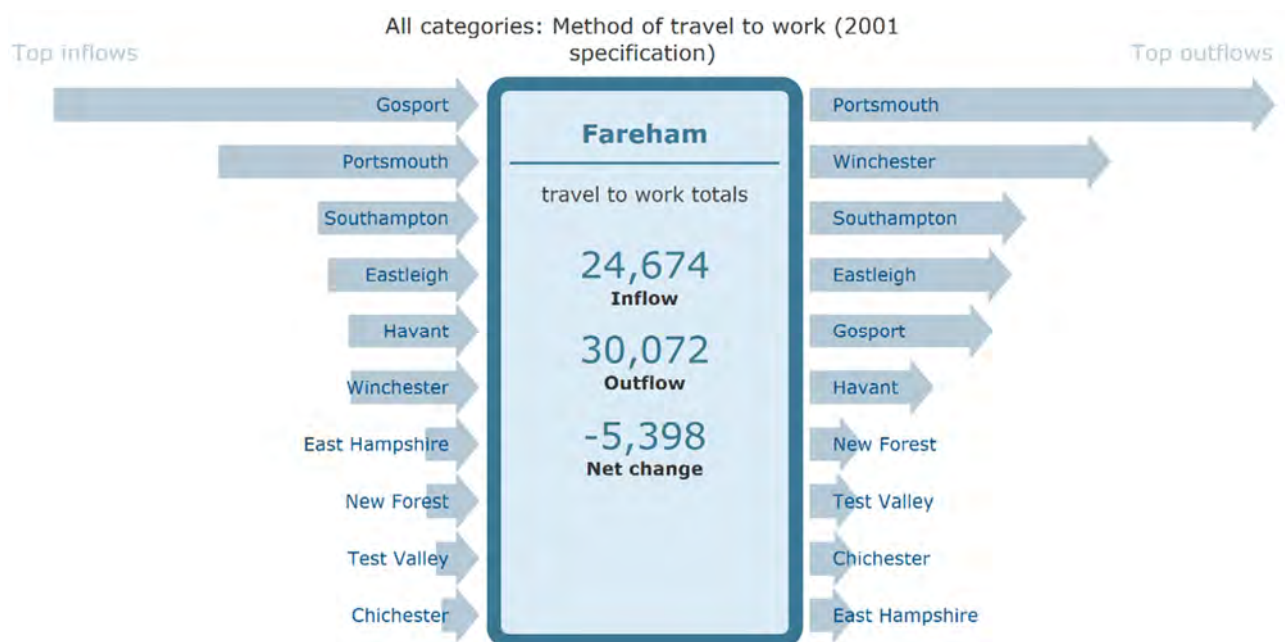 All categories: Method of travel to work (2001
specification)
Top inflows
Top outflows
Gosport
Portsmouth
Southampton
Eastleigh
Havant
Winchester
East Hampshire
New Forest
Test Valley
Chichester
Fareham
travel to work totals
24,674
Inflow
30,072
Outflow
-5,398
Net change
Portsmouth
Winchester
Southampton
Eastleigh
Gosport
Havant
New Forest
Test Valley
Chichester
East Hampshire